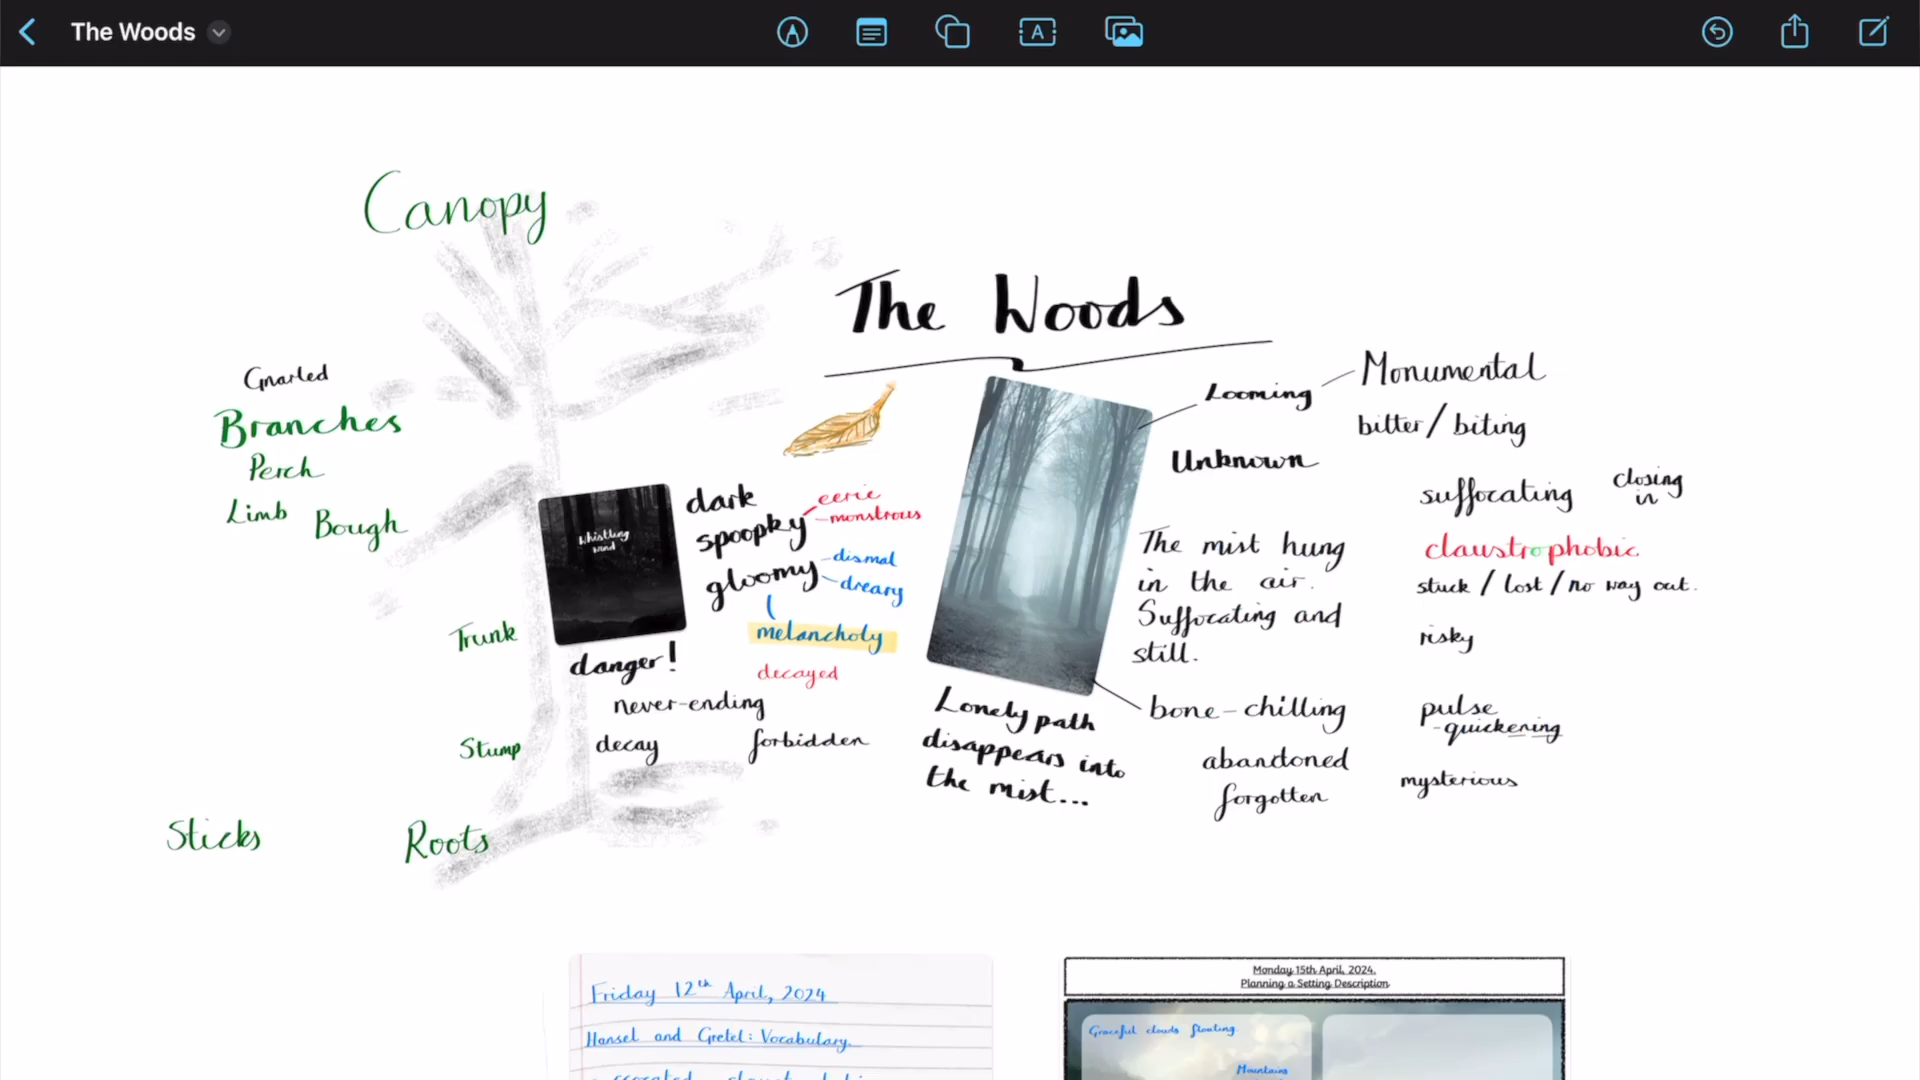 The Woods
Canopy
The Woods
Gnarled
Branches
Perch
Limb
Bough
Trunk
Stump
Sticks
Roots
Whistling
wind
dark
spoopky
gloomy
eerie
monstrous
dismal
dreary
melancholy
decayed
danger!
never-ending
decay
forbidden
Looming
Monumental
bitter/biting
Unknown
suffocating
closing
in
claustrophobic
stuck/lost/no way out.
risky
The mist hung
in the air.
Suffocating and
still.
bone-chilling
pulse
-quickening
abandoned
forgotten
mysterious
Lonely path
disappears into
the mist...
Friday 12th April, 2024
Hansel and Gretel: Vocabulary.
Monday 15th April, 2024.
Planning a Setting Description
Graceful clouds floating.
Mountains